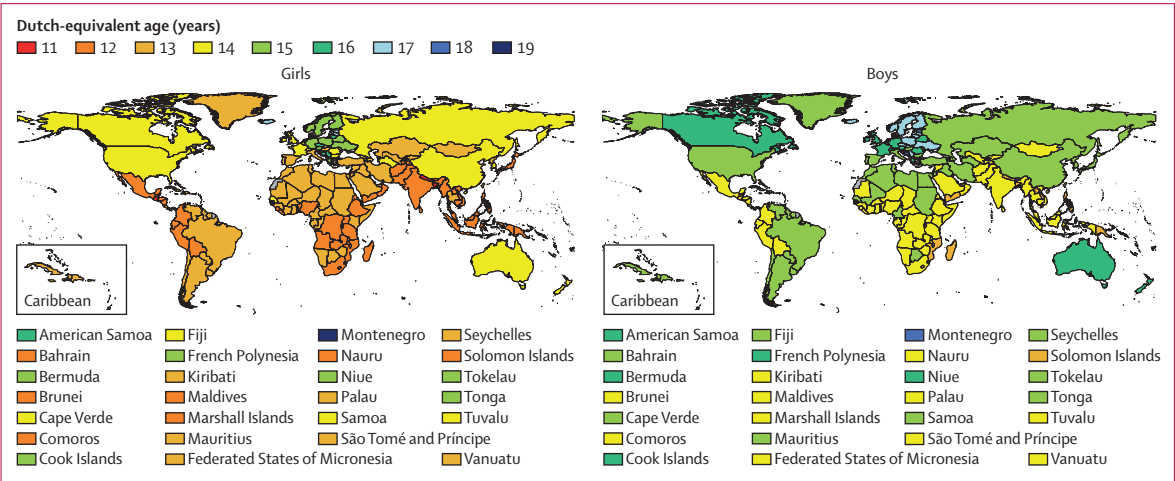 Dutch-equivalent age (years)
11 12 13 14 15 16 17 18 19
Girls
Boys
Caribbean
American Samoa Fiji Montenegro Seychelles
Bahrain French Polynesia Nauru Solomon Islands
Bermuda Kiribati Niue Tokelau
Brunei Maldives Palau Tonga
Cape Verde Marshall Islands Samoa Tuvalu
Comoros Mauritius São Tomé and Príncipe
Cook Islands Federated States of Micronesia Vanuatu
Caribbean
American Samoa Fiji Montenegro Seychelles
Bahrain French Polynesia Nauru Solomon Islands
Bermuda Kiribati Niue Tokelau
Brunei Maldives Palau Tonga
Cape Verde Marshall Islands Samoa Tuvalu
Comoros Mauritius São Tomé and Príncipe
Cook Islands Federated States of Micronesia Vanuatu